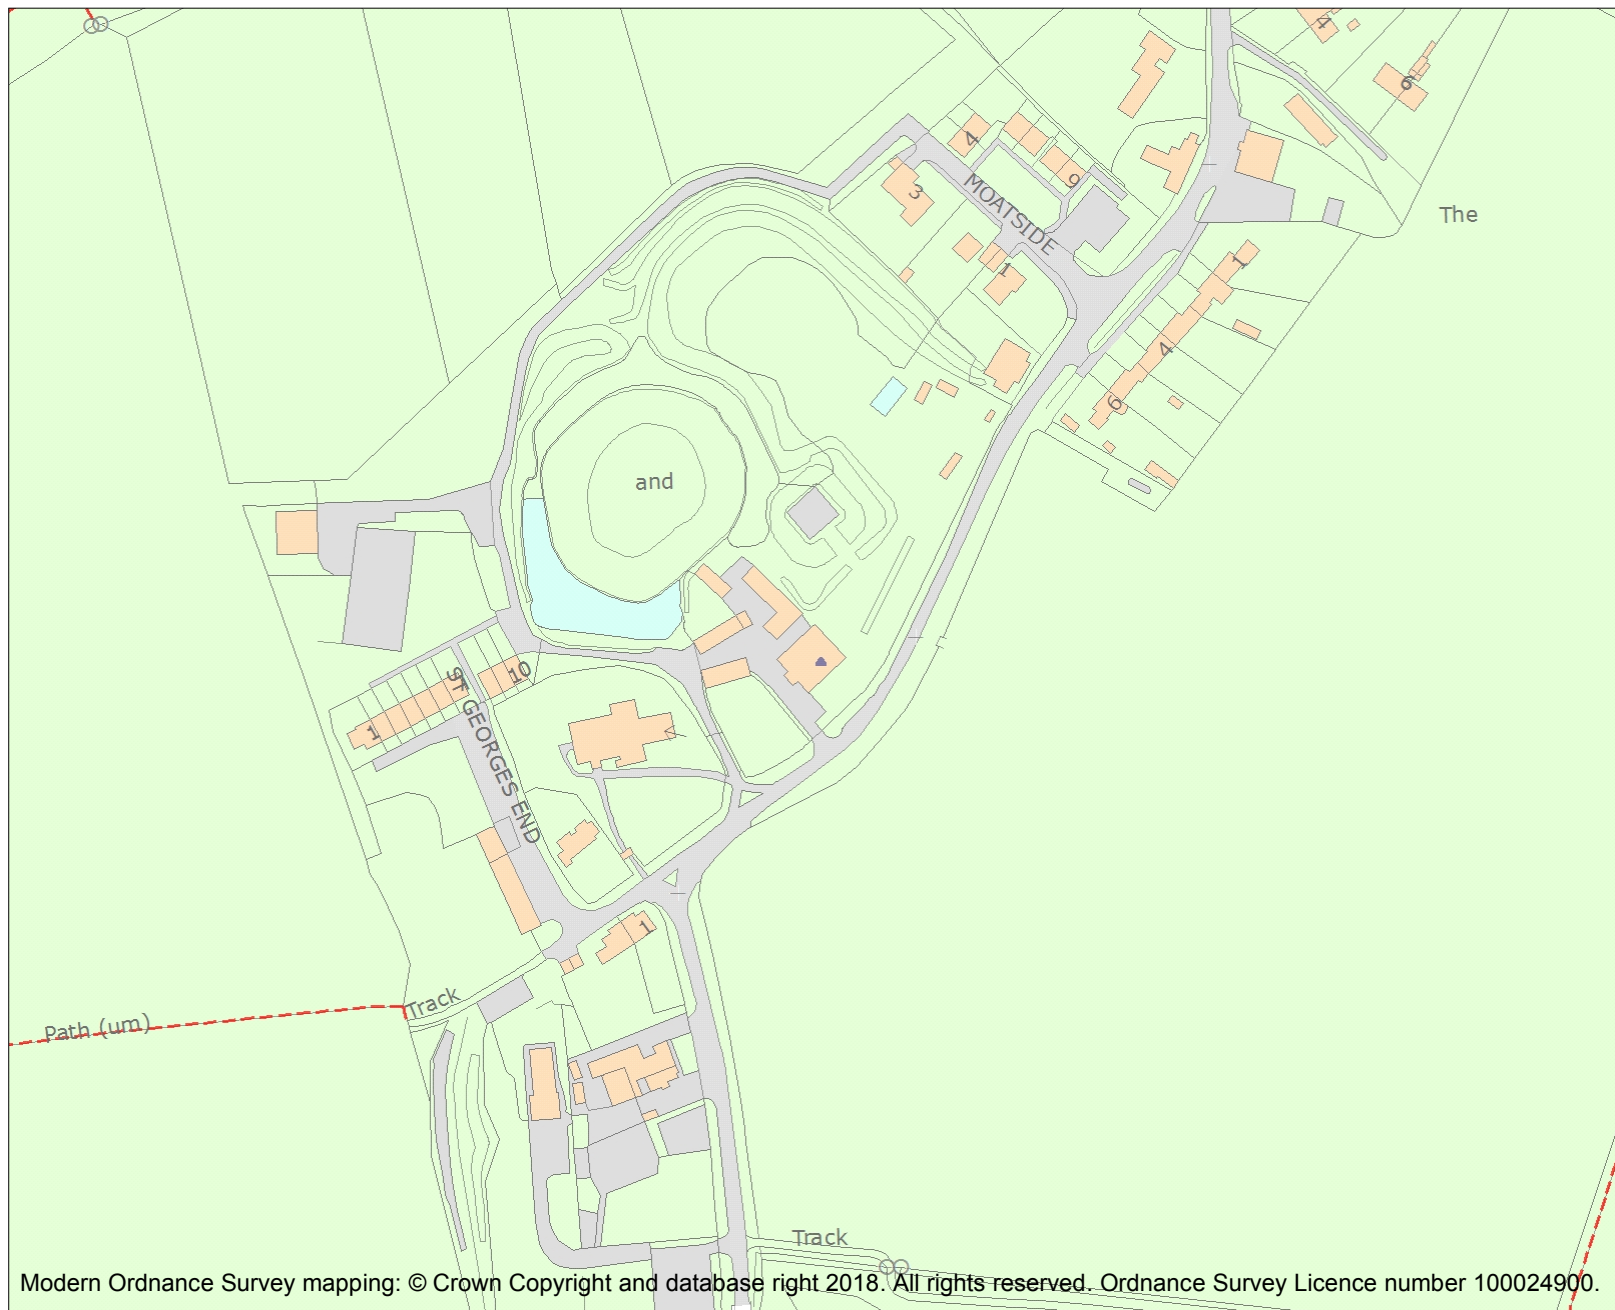 4
6
4
3
MOATSIDE
9
1
The
1
4
6
and
10
ST GEORGES END
1
1
Track
Path (um)
Track
Modern Ordnance Survey mapping: © Crown Copyright and database right 2018. All rights reserved. Ordnance Survey Licence number 100024900.